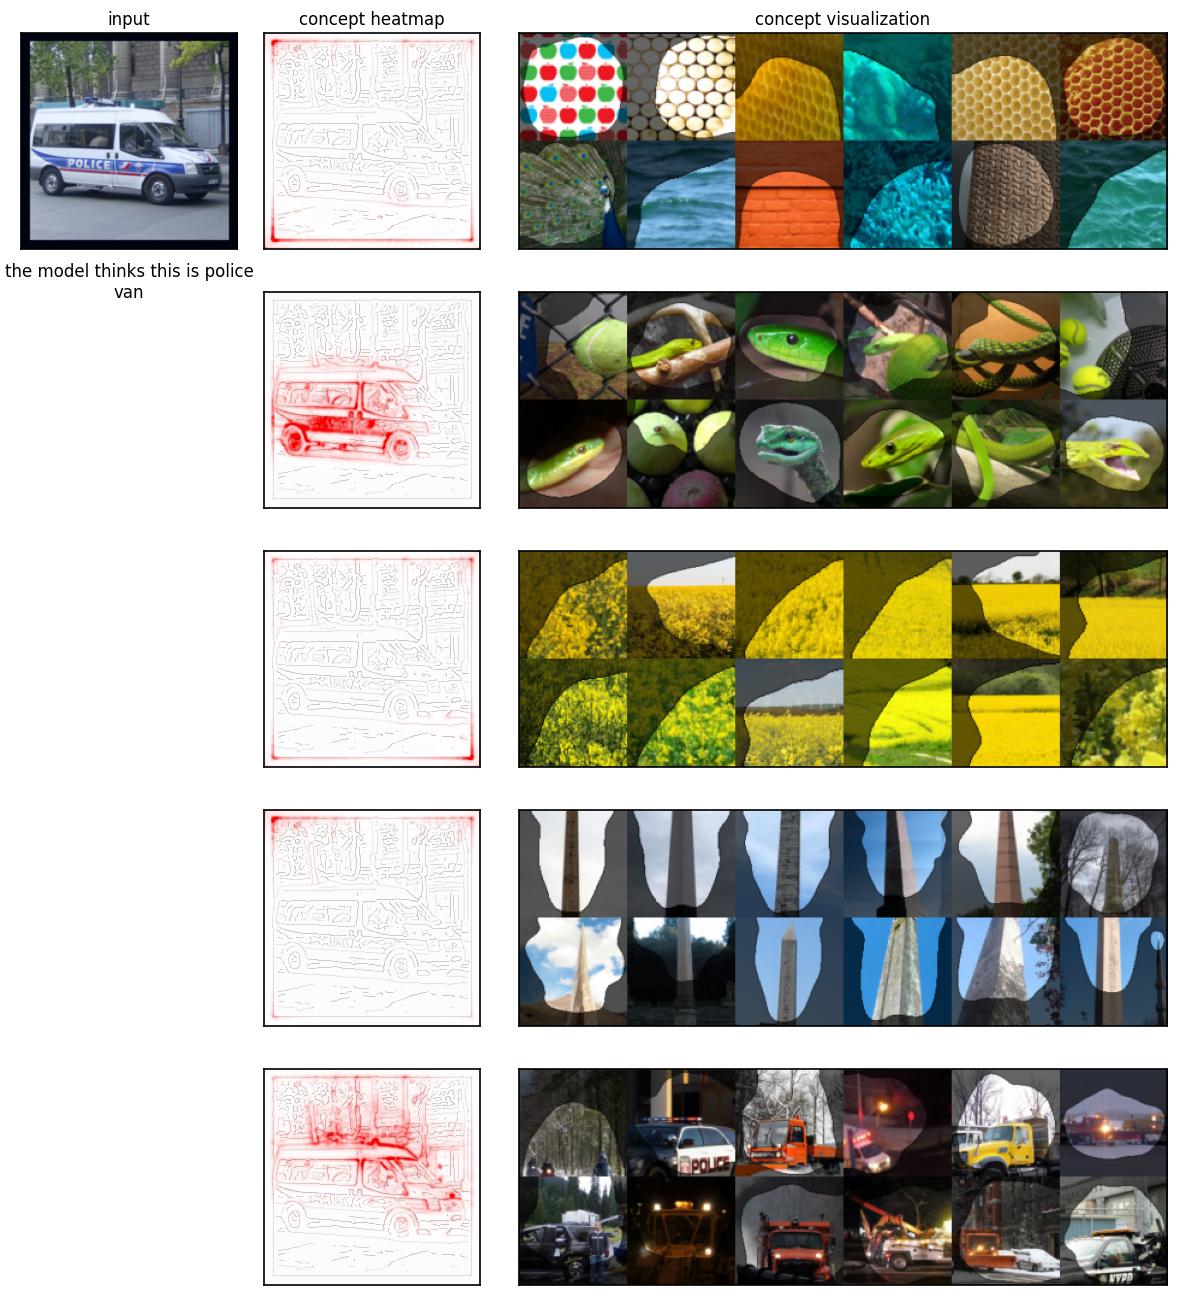 input
concept heatmap
concept visualization
POLICE
the model thinks this is police
van
POLICE
NYPD